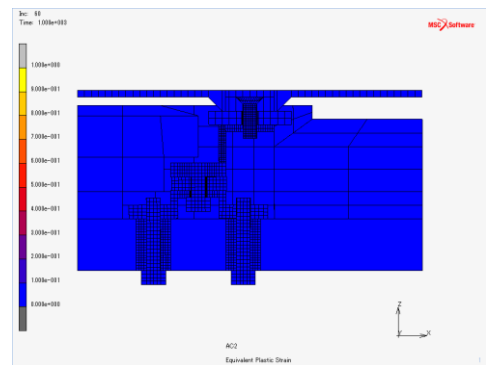 Inc: 60
Time: 1.000e+003
MSC Software
1.000e+000
9.000e-001
8.000e-001
7.000e-001
6.000e-001
5.000e-001
4.000e-001
3.000e-001
2.000e-001
1.000e-001
0.000e+000
Z
Y
X
AC2
Equivalent Plastic Strain
1